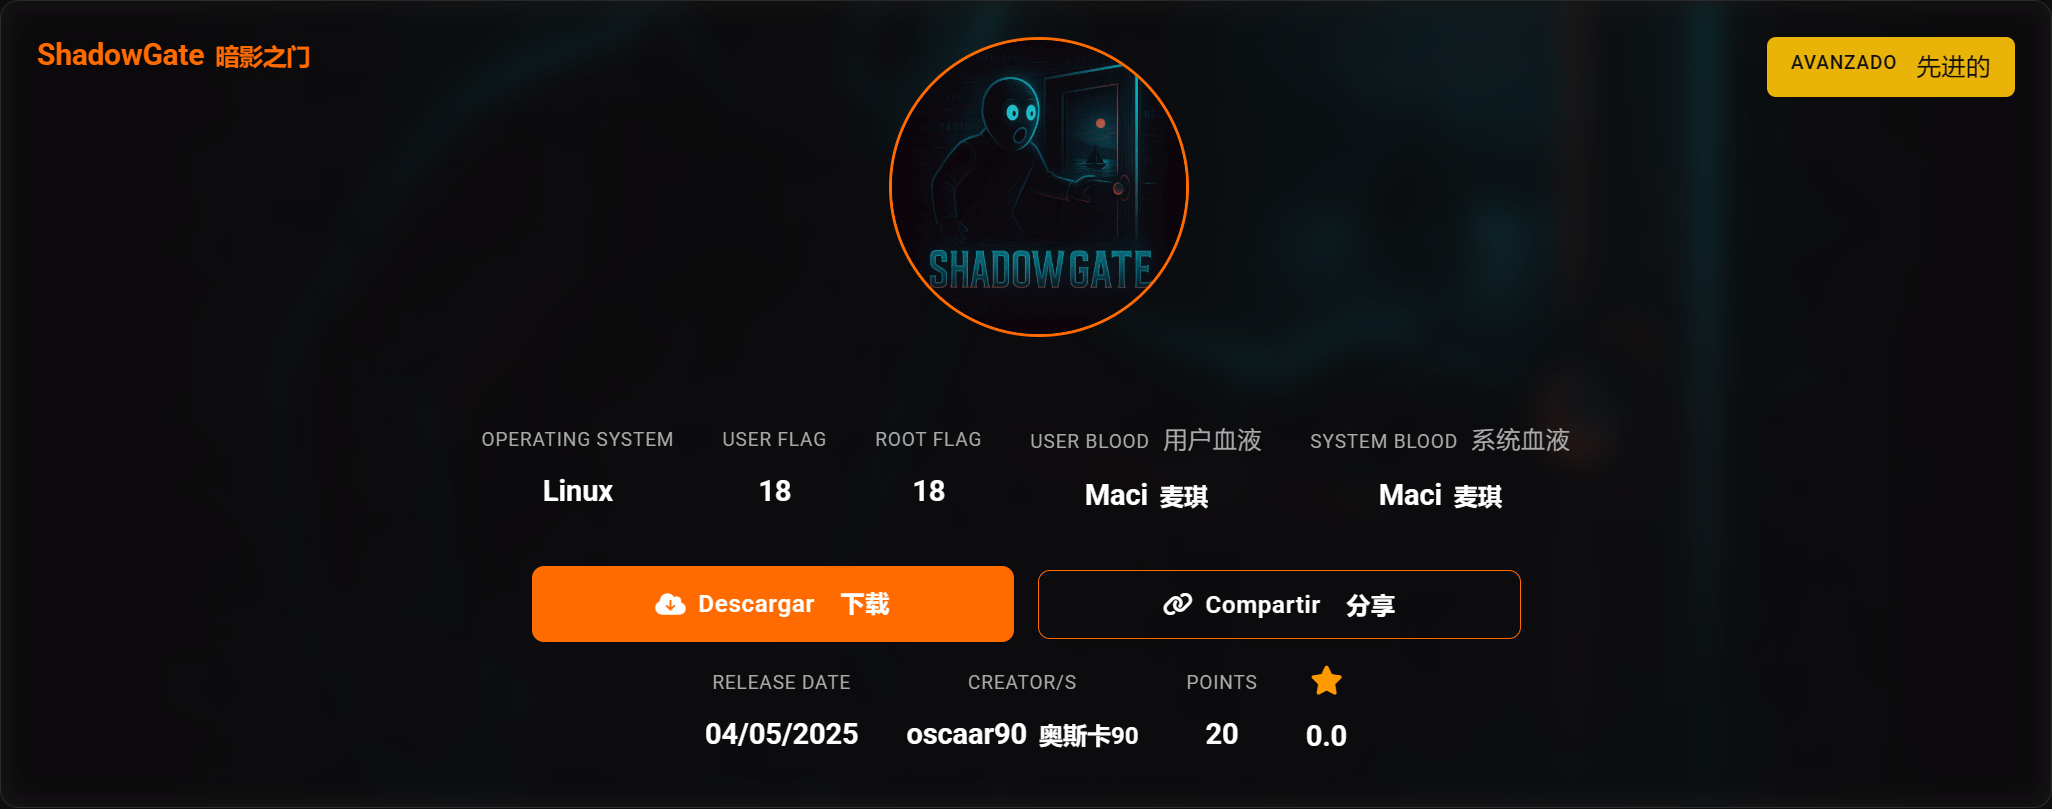 ShadowGate 暗影之门
AVANZADO 先进的
SHADOWGATE
OPERATING SYSTEM
Linux
USER FLAG
18
ROOT FLAG
18
USER BLOOD 用户血液
Maci 麦琪
SYSTEM BLOOD 系统血液
Maci 麦琪
Descargar 下载
Compartir 分享
RELEASE DATE
04/05/2025
CREATOR/S
oscaar90 奥斯卡90
POINTS
20
0.0